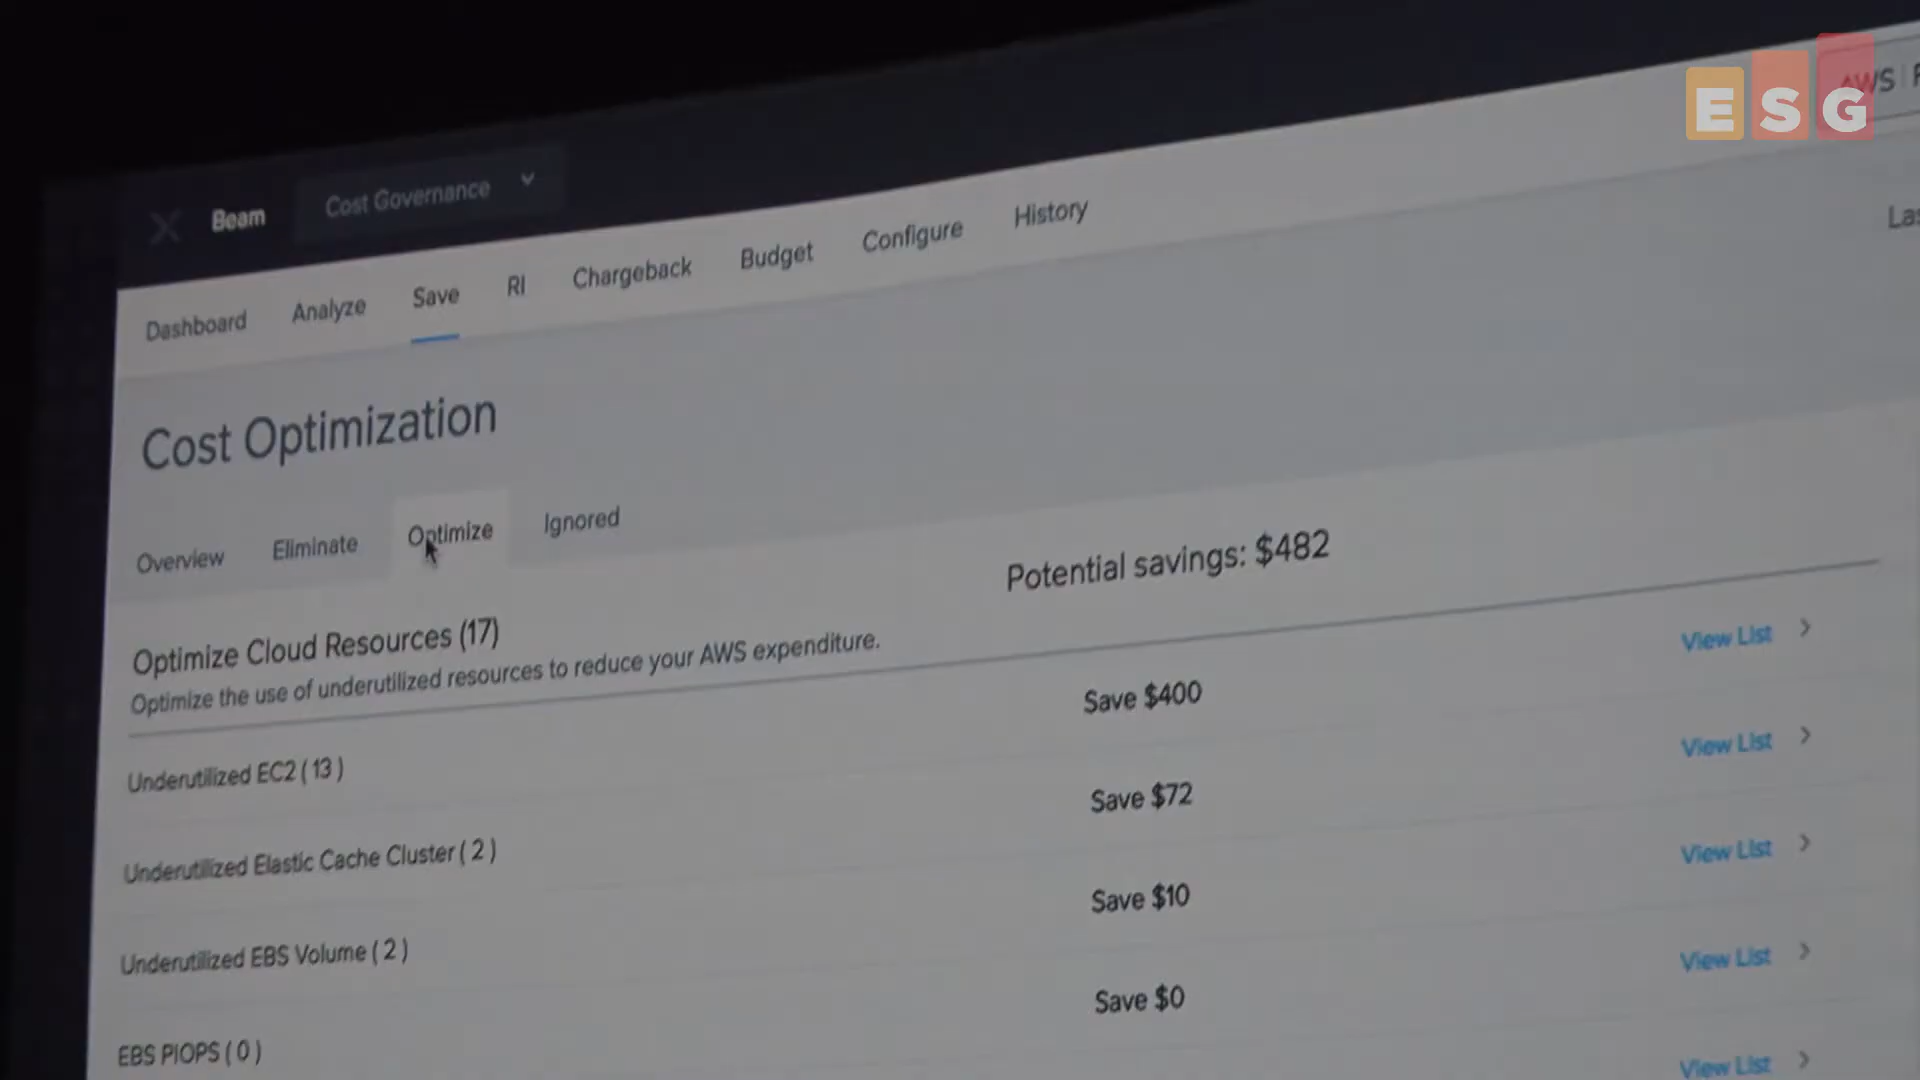 ESG
AWS
Beam
Cost Governance
Dashboard
Analyze
Save
RI
Chargeback
Budget
Configure
History
Cost Optimization
Overview
Eliminate
Optimize
Ignored
Optimize Cloud Resources (17)
Potential savings: $482
Optimize the use of underutilized resources to reduce your AWS expenditure.
Underutilized EC2 ( 13 )
Save $400
View List
Underutilized Elastic Cache Cluster ( 2 )
Save $72
View List
Underutilized EBS Volume ( 2 )
Save $10
View List
EBS PIOPS ( 0 )
Save $0
View List
View List